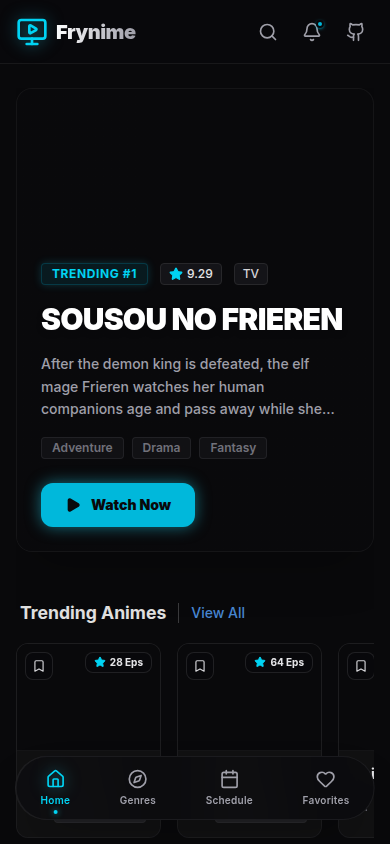 Frynime
TRENDING #1
9.29
TV
SOUSOU NO FRIEREN
After the demon king is defeated, the elf
mage Frieren watches her human
companions age and pass away while she...
Adventure
Drama
Fantasy
Watch Now
Trending Animes
View All
28 Eps
64 Eps
Home
Genres
Schedule
Favorites